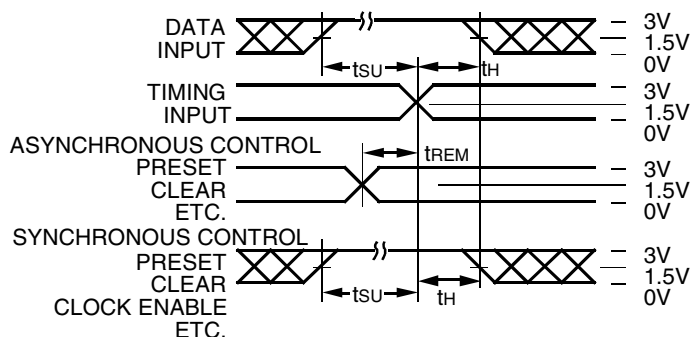 DATA
INPUT
3V
1.5V
0V
tSU
tH
TIMING
INPUT
3V
1.5V
0V
ASYNCHRONOUS CONTROL
PRESET
CLEAR
ETC.
tREM
3V
1.5V
0V
SYNCHRONOUS CONTROL
PRESET
CLEAR
CLOCK ENABLE
ETC.
tSU
tH
3V
1.5V
0V